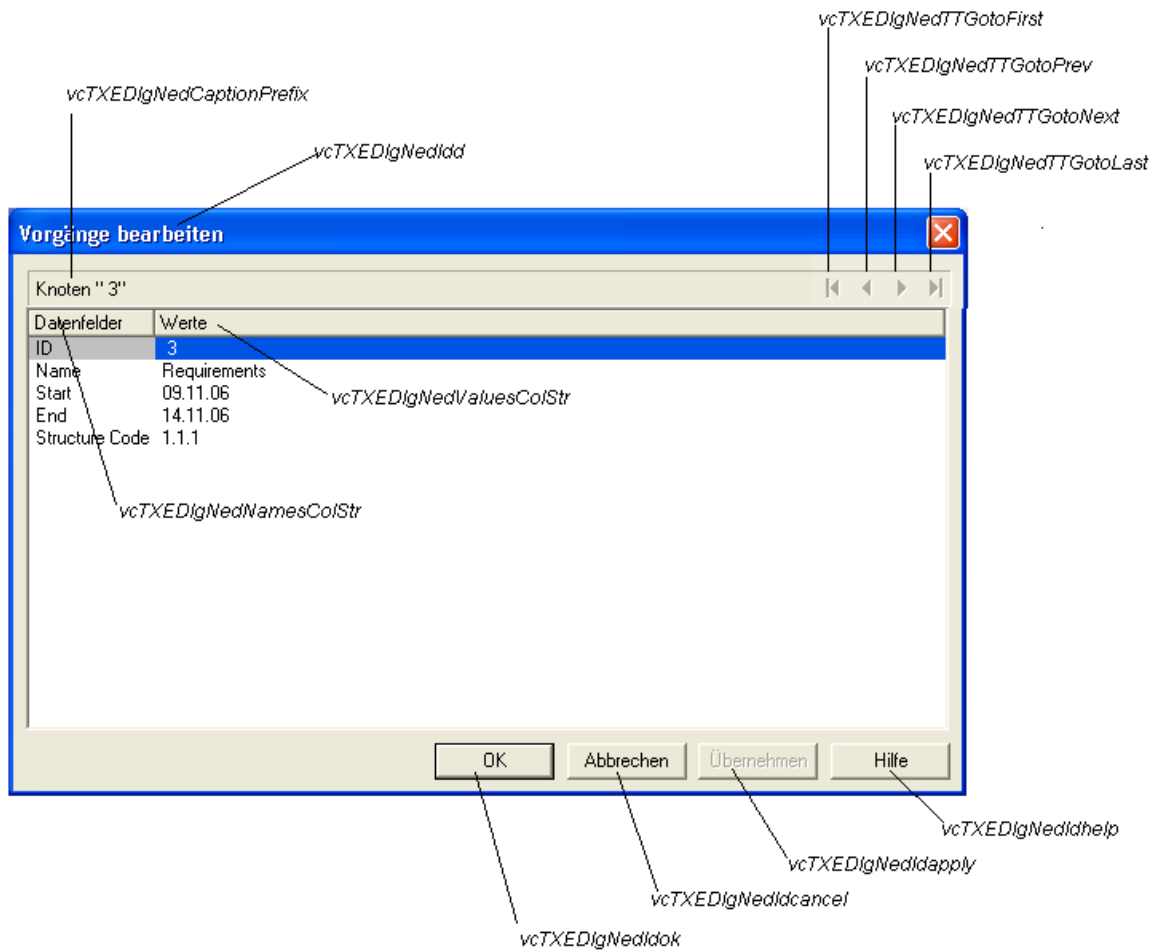 vcTXEDlgNedTTGotoFirst
vcTXEDlgNedTTGotoPrev
vcTXEDlgNedCaptionPrefix
vcTXEDlgNedTTGotoNext
vcTXEDlgNedIdd
vcTXEDlgNedTTGotoLast
Vorgänge bearbeiten
Knoten " 3"
Datenfelder Werte
ID 3
Name Requirements
Start 09.11.06
vcTXEDlgNedValuesColStr
End 14.11.06
Structure Code 1.1.1
vcTXEDlgNedNamesColStr
OK Abbrechen Übernehmen Hilfe
vcTXEDlgNedIdhelp
vcTXEDlgNedIdapply
vcTXEDlgNedIdcancel
vcTXEDlgNedIdok